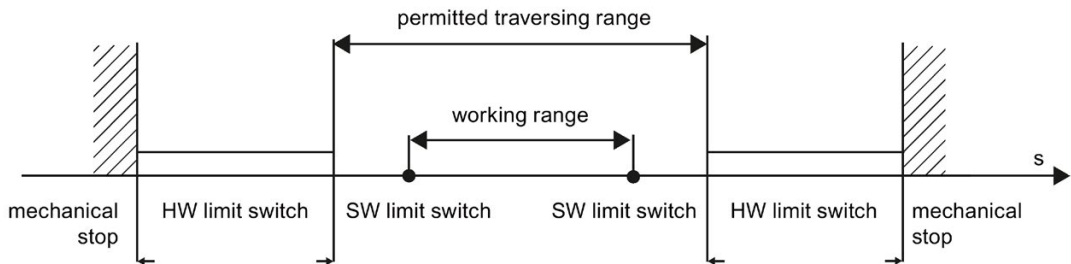 permitted traversing range
working range
s
mechanical
stop
HW limit switch
SW limit switch
SW limit switch
HW limit switch
mechanical
stop